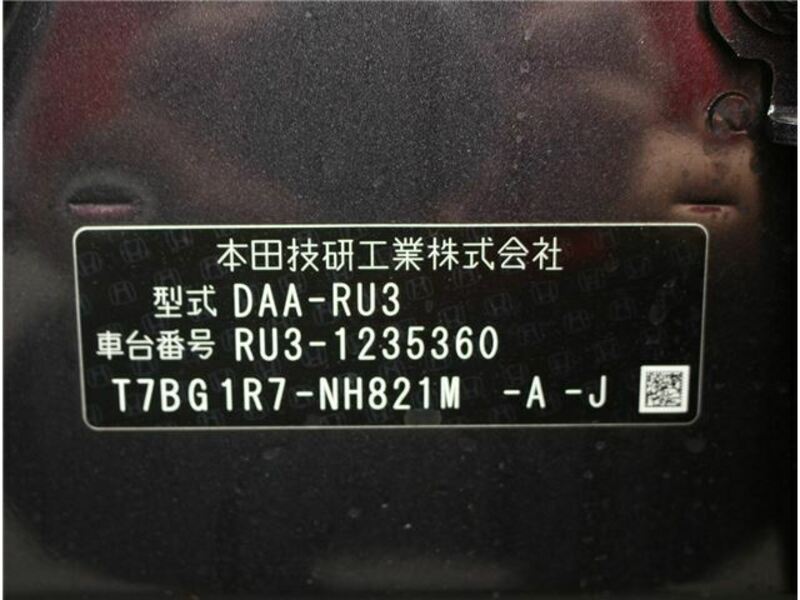 本田技研工業株式会社
型式 DAA-RU3
車台番号 RU3-1235360
T7BG1R7-NH821M -A -J